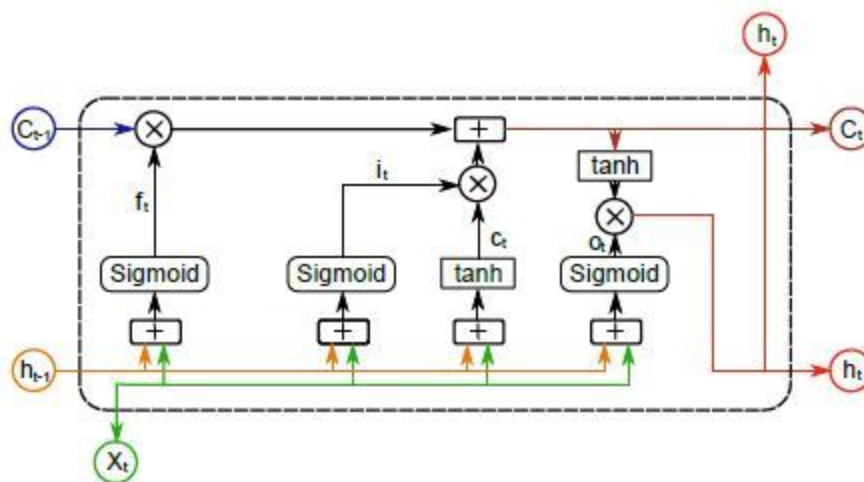 hₜ
Cₜ₋₁ × + Cₜ
tanh
iₜ ×
fₜ ×
cₜ oₜ
Sigmoid Sigmoid tanh Sigmoid
+ + + +
hₜ₋₁ hₜ
Xₜ